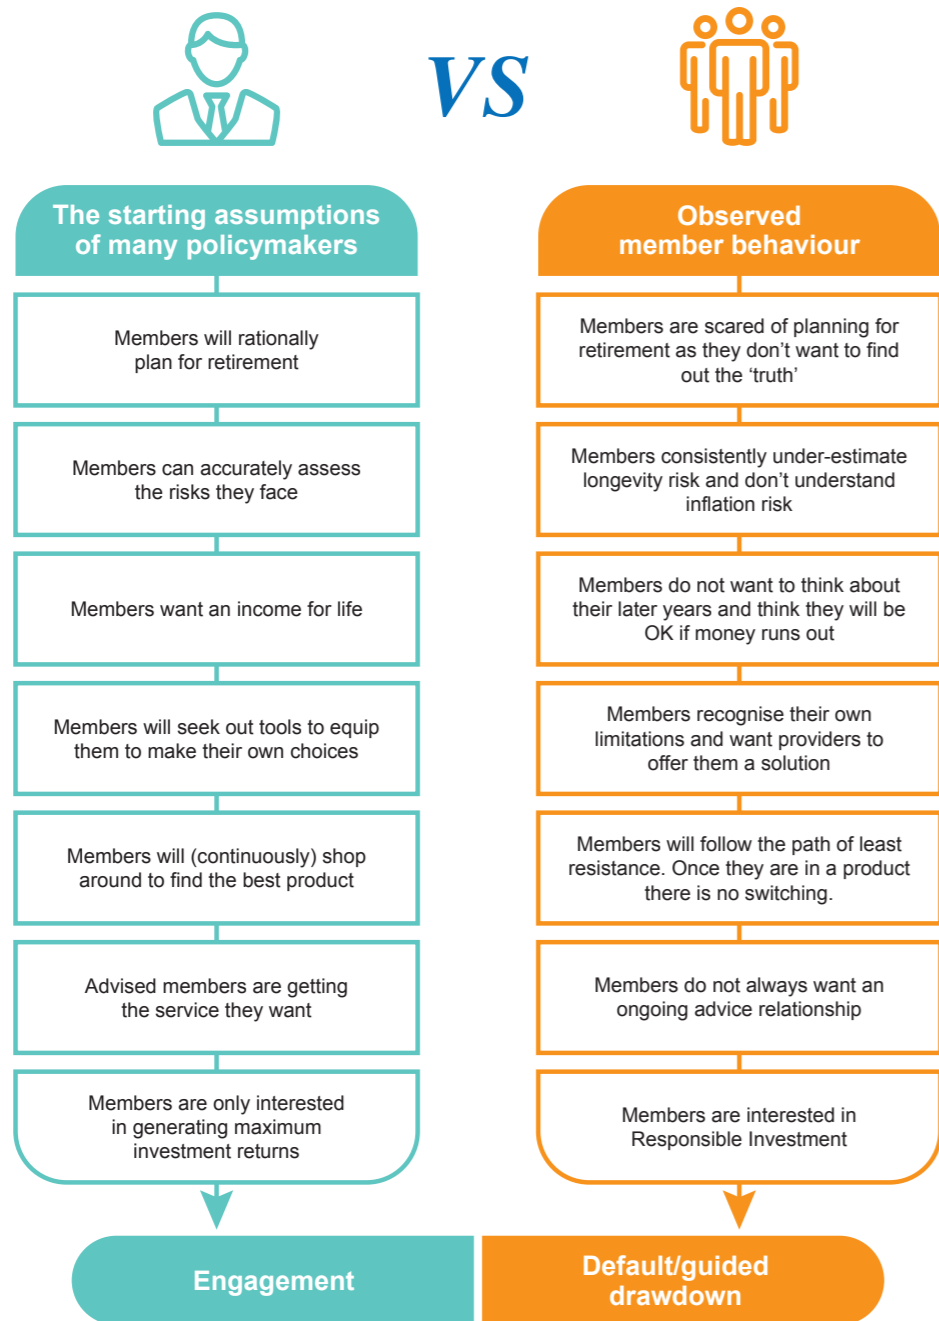 VS
The starting assumptions
of many policymakers
Members will rationally
plan for retirement
Members can accurately assess
the risks they face
Members want an income for life
Members will seek out tools to equip
them to make their own choices
Members will (continuously) shop
around to find the best product
Advised members are getting
the service they want
Members are only interested
in generating maximum
investment returns
Engagement
Observed
member behaviour
Members are scared of planning for
retirement as they don’t want to find
out the ‘truth’
Members consistently under-estimate
longevity risk and don’t understand
inflation risk
Members do not want to think about
their later years and think they will be
OK if money runs out
Members recognise their own
limitations and want providers to
offer them a solution
Members will follow the path of least
resistance. Once they are in a product
there is no switching.
Members do not always want an
ongoing advice relationship
Members are interested in
Responsible Investment
Default/guided
drawdown